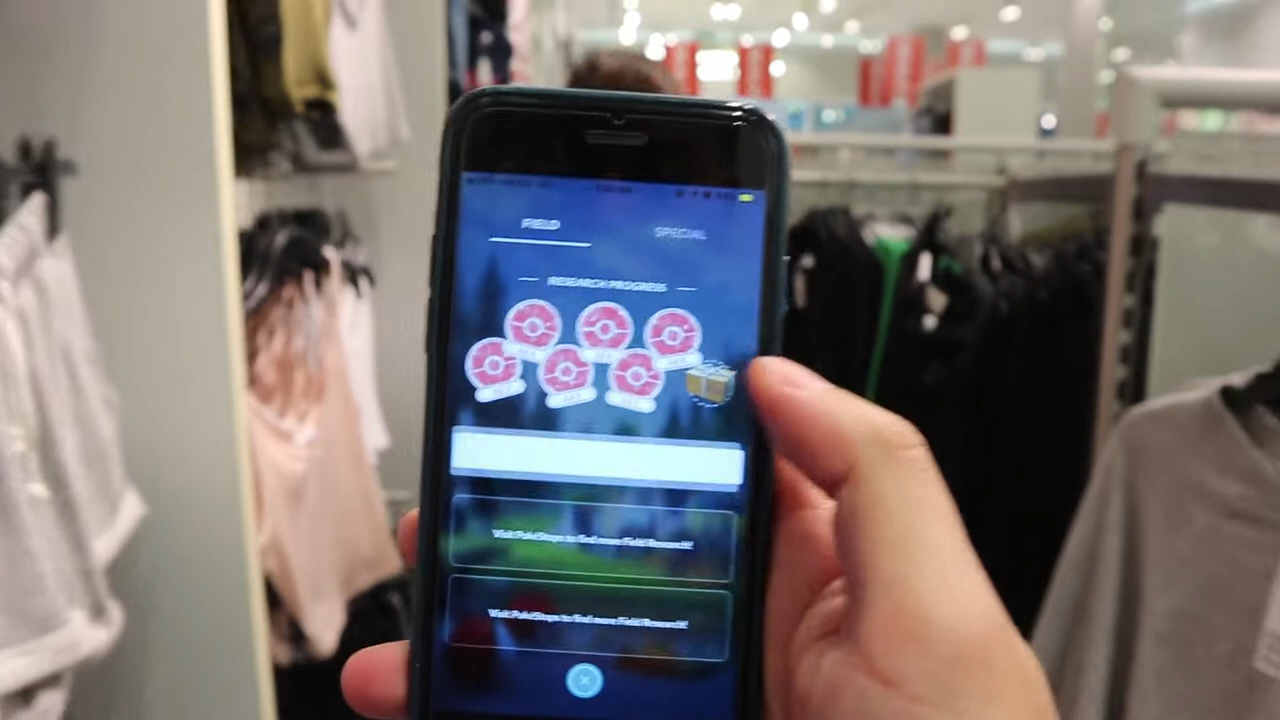 FIELD
SPECIAL
RESEARCH PROGRESS
Visit PokéStops to find more Field Research!
Visit PokéStops to find more Field Research!